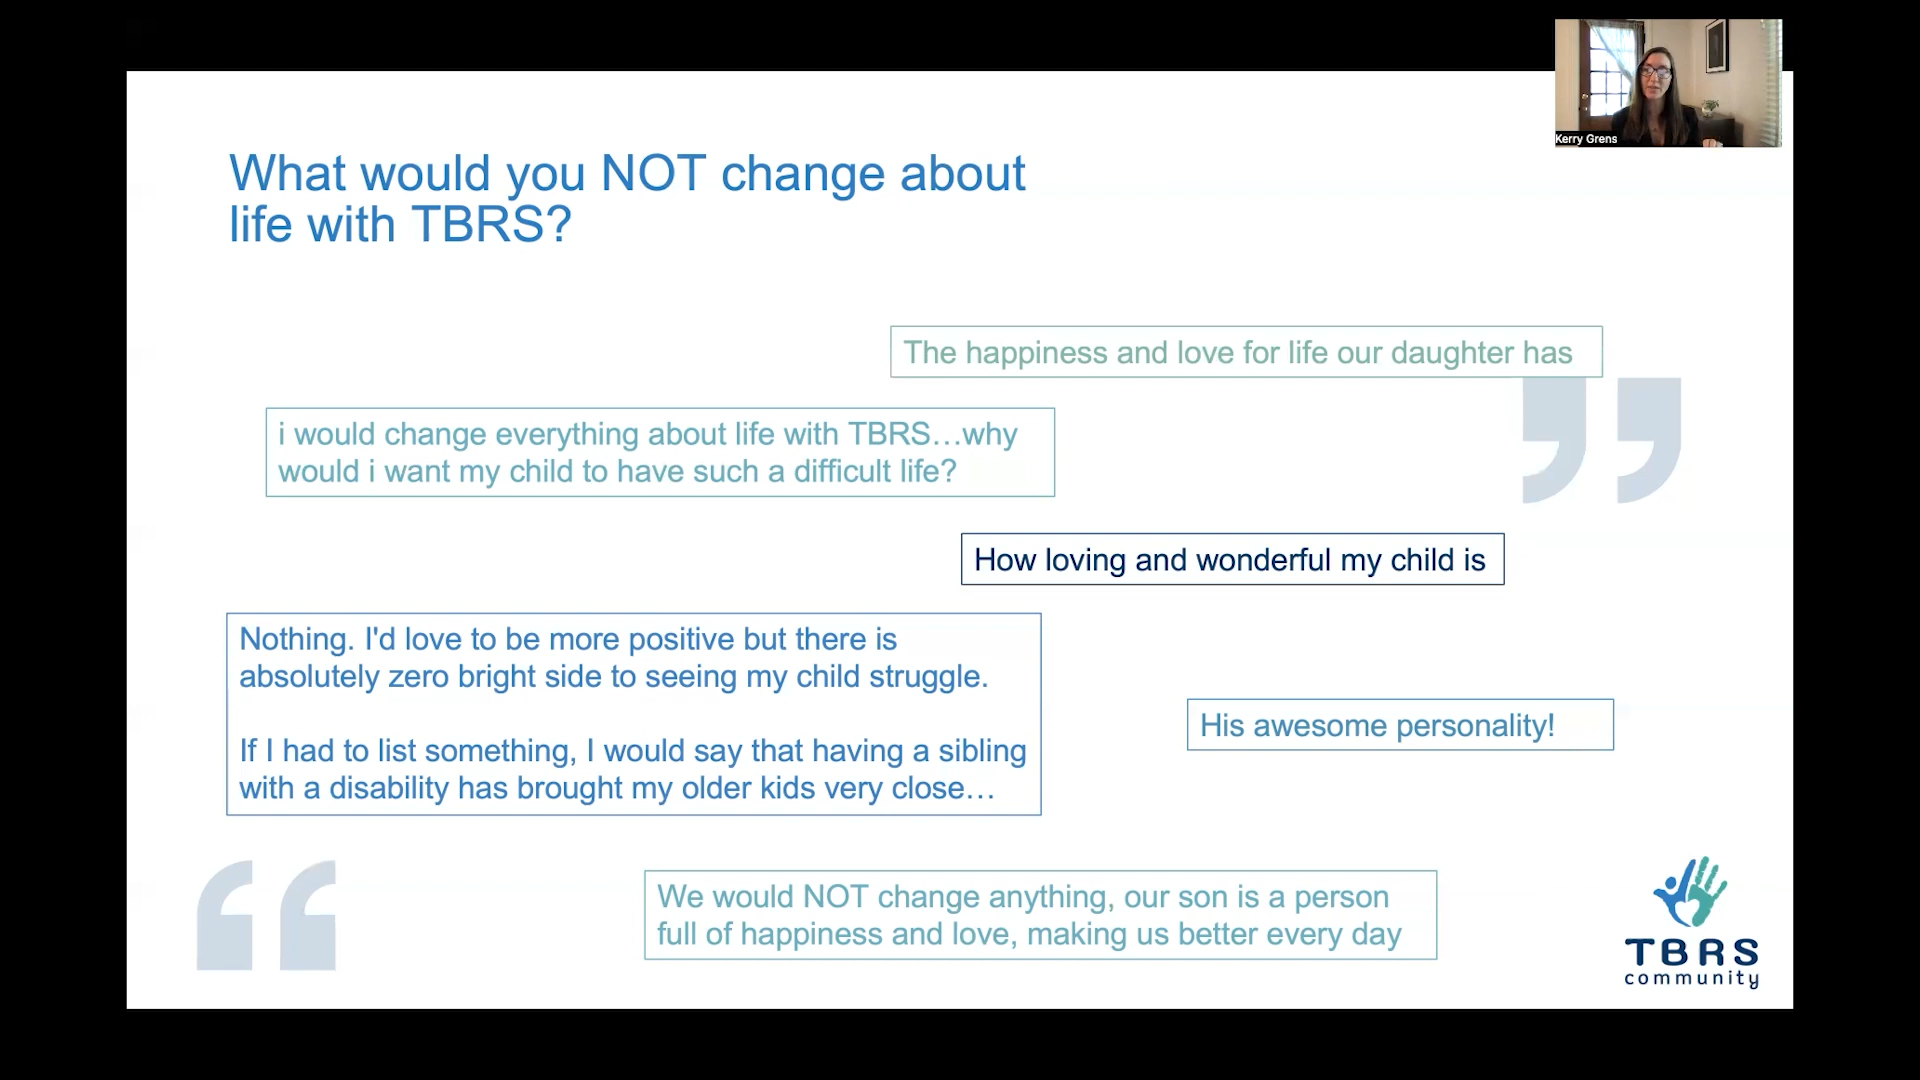 Kerry Grens
What would you NOT change about
life with TBRS?
The happiness and love for life our daughter has
i would change everything about life with TBRS…why
would i want my child to have such a difficult life?
How loving and wonderful my child is
Nothing. I'd love to be more positive but there is
absolutely zero bright side to seeing my child struggle.
If I had to list something, I would say that having a sibling
with a disability has brought my older kids very close…
His awesome personality!
We would NOT change anything, our son is a person
full of happiness and love, making us better every day
TBRS
community